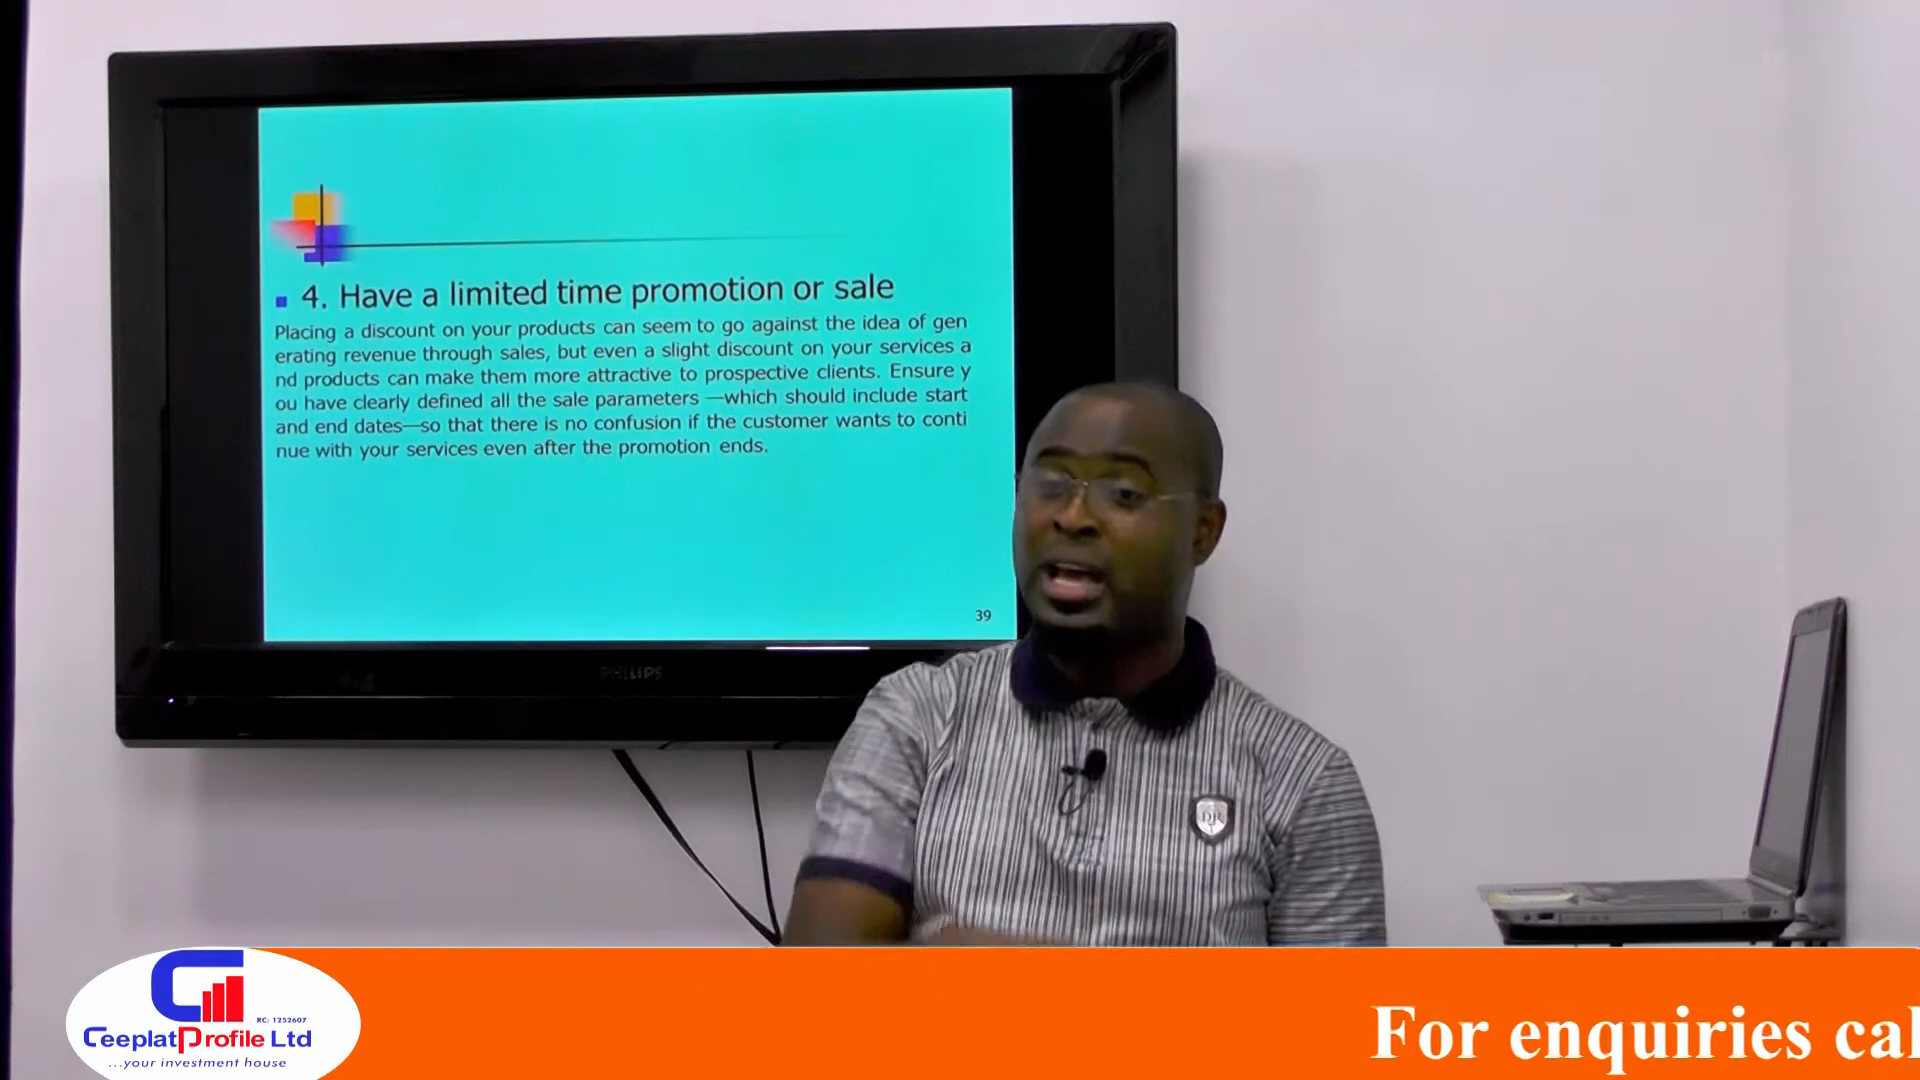 4. Have a limited time promotion or sale
Placing a discount on your products can seem to go against the idea of gen
erating revenue through sales, but even a slight discount on your services a
nd products can make them more attractive to prospective clients. Ensure y
ou have clearly defined all the sale parameters —which should include start
and end dates—so that there is no confusion if the customer wants to conti
nue with your services even after the promotion ends.
39
PHILIPS
DR
RC: 1252607
CeeplatProfile Ltd
...your investment house
For enquiries cal